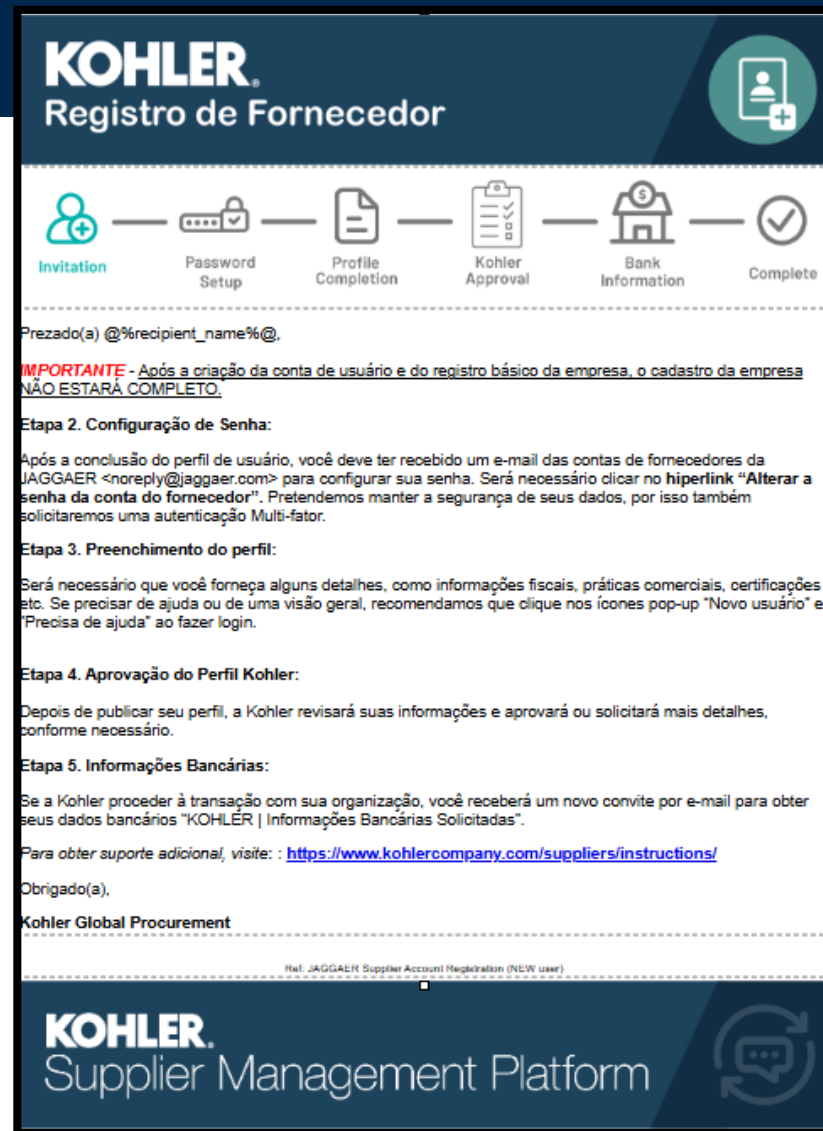 KOHLER®
Registro de Fornecedor
Invitation
Password
Setup
Profile
Completion
Kohler
Approval
Bank
Information
Complete
Prezado(a) @%recipient_name%@,
IMPORTANTE - Após a criação da conta de usuário e do registro básico da empresa, o cadastro da empresa
NÃO ESTARÁ COMPLETO.
Etapa 2. Configuração de Senha:
Após a conclusão do perfil de usuário, você deve ter recebido um e-mail das contas de fornecedores da
JAGGAER <noreply@jaggaer.com> para configurar sua senha. Será necessário clicar no hiperlink “Alterar a
senha da conta do fornecedor”. Pretendemos manter a segurança de seus dados, por isso também
solicitaremos uma autenticação Multi-fator.
Etapa 3. Preenchimento do perfil:
Será necessário que você forneça alguns detalhes, como informações fiscais, práticas comerciais, certificações
etc. Se precisar de ajuda ou de uma visão geral, recomendamos que clique nos ícones pop-up "Novo usuário" e
"Precisa de ajuda" ao fazer login.
Etapa 4. Aprovação do Perfil Kohler:
Depois de publicar seu perfil, a Kohler revisará suas informações e aprovará ou solicitará mais detalhes,
conforme necessário.
Etapa 5. Informações Bancárias:
Se a Kohler proceder à transação com sua organização, você receberá um novo convite por e-mail para obter
seus dados bancários “KOHLER | Informações Bancárias Solicitadas”.
Para obter suporte adicional, visite: : https://www.kohlercompany.com/suppliers/instructions/
Obrigado(a),
Kohler Global Procurement
Ref: JAGGAER Supplier Account Registration (NEW user)
KOHLER®
Supplier Management Platform